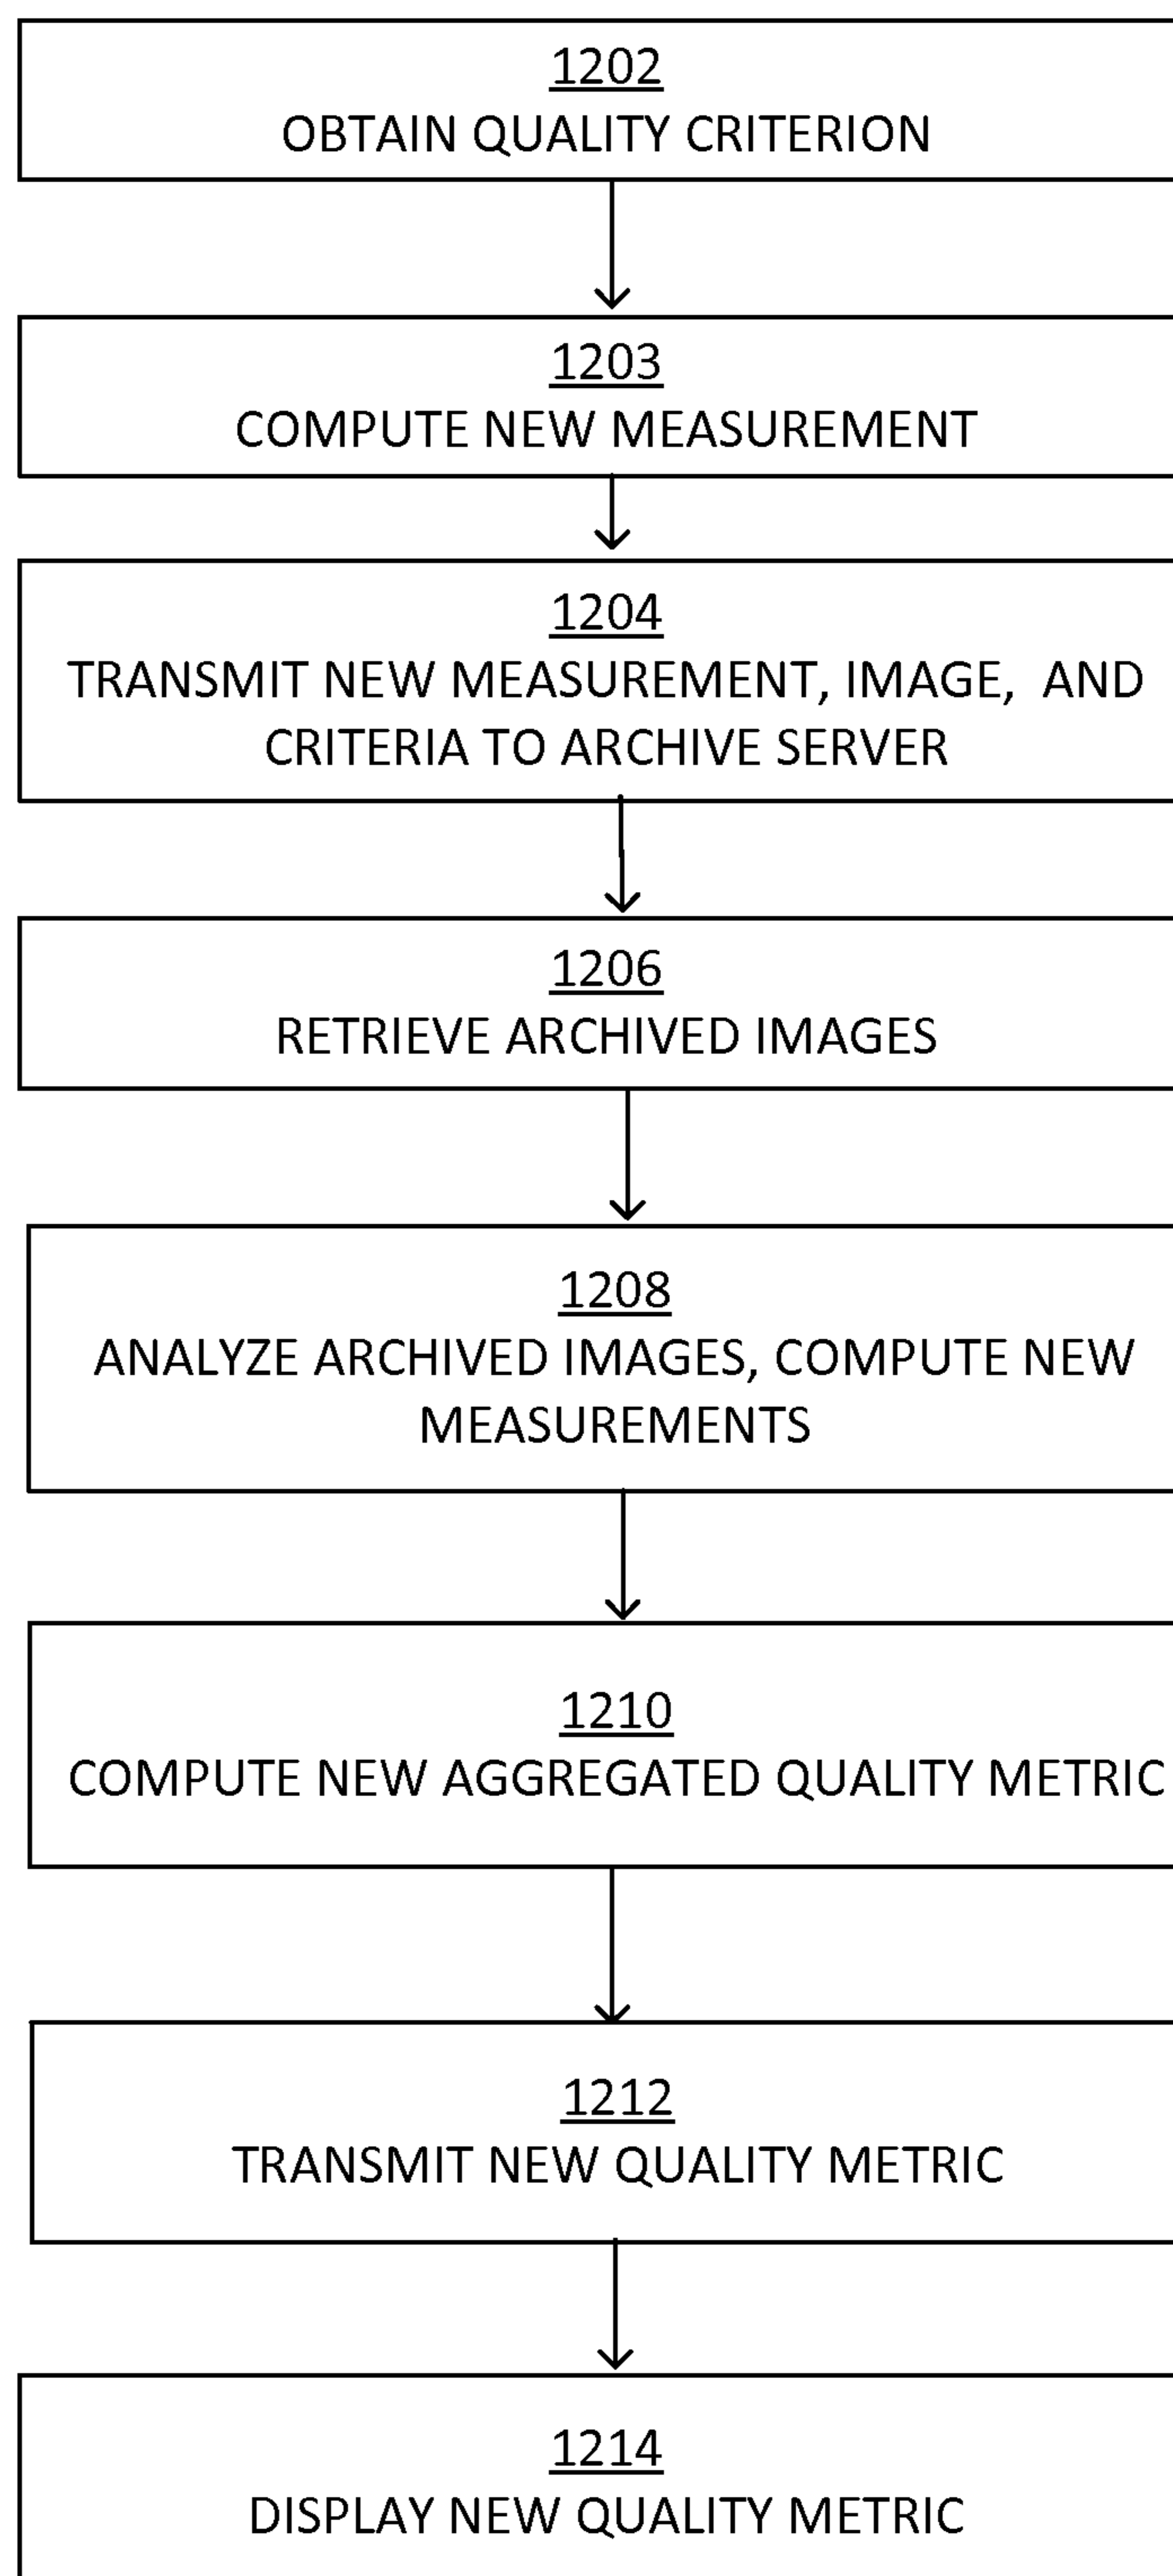 1202
OBTAIN QUALITY CRITERION
1203
COMPUTE NEW MEASUREMENT
1204
TRANSMIT NEW MEASUREMENT, IMAGE, AND
CRITERIA TO ARCHIVE SERVER
1206
RETRIEVE ARCHIVED IMAGES
1208
ANALYZE ARCHIVED IMAGES, COMPUTE NEW
MEASUREMENTS
1210
COMPUTE NEW AGGREGATED QUALITY METRIC
1212
TRANSMIT NEW QUALITY METRIC
1214
DISPLAY NEW QUALITY METRIC